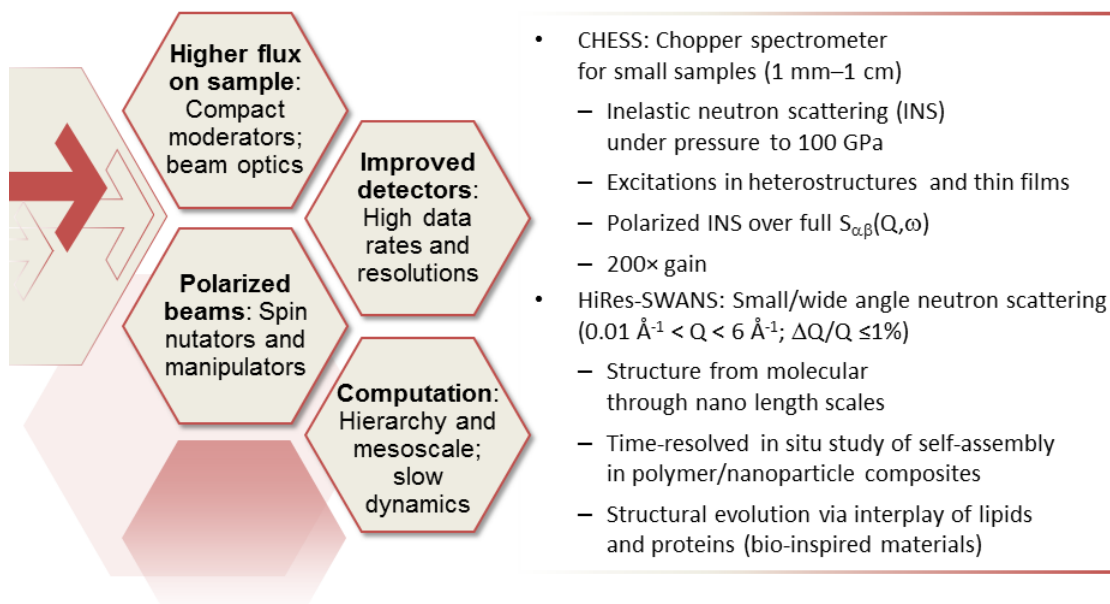 Higher flux
on sample:
Compact
moderators;
beam optics
Improved
detectors:
High data
rates and
resolutions
Polarized
beams: Spin
nutators and
manipulators
Computation:
Hierarchy and
mesoscale;
slow
dynamics
• CHESS: Chopper spectrometer
for small samples (1 mm–1 cm)
– Inelastic neutron scattering (INS)
under pressure to 100 GPa
– Excitations in heterostructures and thin films
– Polarized INS over full Sα,β(Q,ω)
– 200× gain
• HiRes-SWANS: Small/wide angle neutron scattering
(0.01 Å⁻¹ < Q < 6 Å⁻¹; ΔQ/Q ≤1%)
– Structure from molecular
through nano length scales
– Time-resolved in situ study of self-assembly
in polymer/nanoparticle composites
– Structural evolution via interplay of lipids
and proteins (bio-inspired materials)